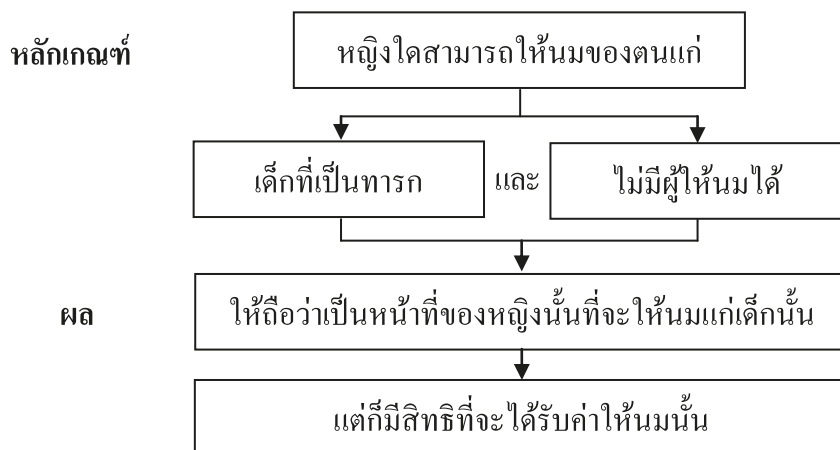 หลักเกณฑ์
หญิงใดสามารถให้นมของตนแก่
เด็กที่เป็นทารก
และ
ไม่มีผู้ให้นมได้
ผล
ให้ถือว่าเป็นหน้าที่ของหญิงนั้นที่จะให้นมแก่เด็กนั้น
แต่ก็มีสิทธิที่จะได้รับค่าให้นมนั้น